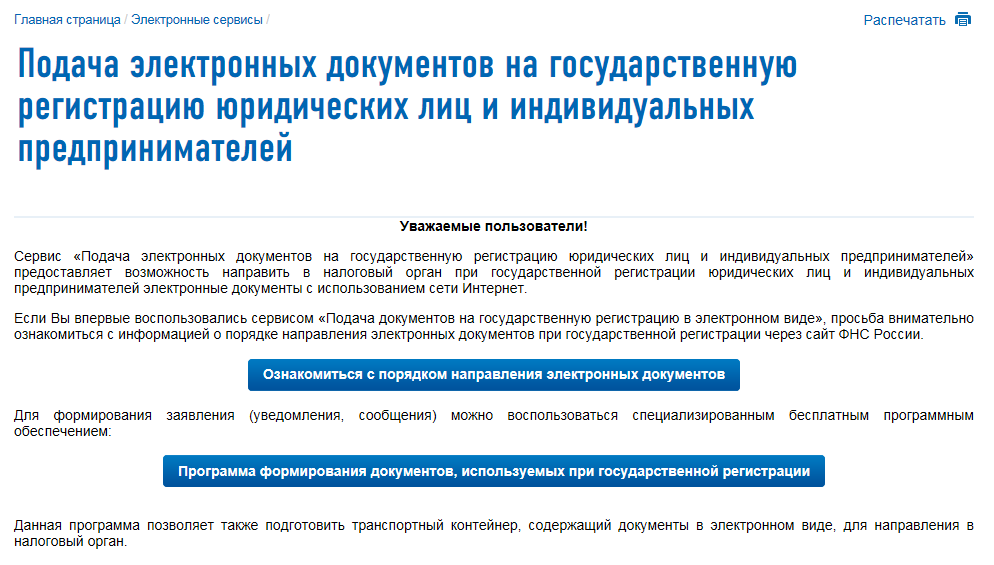 Главная страница / Электронные сервисы /
Распечатать
Подача электронных документов на государственную
регистрацию юридических лиц и индивидуальных
предпринимателей
Уважаемые пользователи!
Сервис «Подача электронных документов на государственную регистрацию юридических лиц и индивидуальных предпринимателей»
предоставляет возможность направить в налоговый орган при государственной регистрации юридических лиц и индивидуальных
предпринимателей электронные документы с использованием сети Интернет.
Если Вы впервые воспользовались сервисом «Подача документов на государственную регистрацию в электронном виде», просьба внимательно
ознакомиться с информацией о порядке направления электронных документов при государственной регистрации через сайт ФНС России.
Ознакомиться с порядком направления электронных документов
Для формирования заявления (уведомления, сообщения) можно воспользоваться специализированным бесплатным программным
обеспечением:
Программа формирования документов, используемых при государственной регистрации
Данная программа позволяет также подготовить транспортный контейнер, содержащий документы в электронном виде, для направления в
налоговый орган.